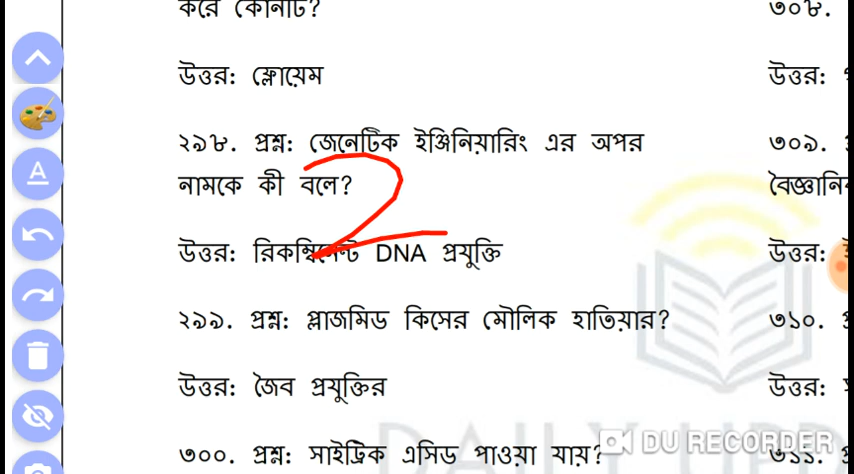 করে কোনটি?
উত্তর: ফ্লোয়েম
২৯৮. প্রশ্ন: জেনেটিক ইঞ্জিনিয়ারিং এর অপর
নামকে কী বলে?
উত্তর: রিকম্বিনেন্ট DNA প্রযুক্তি
২৯৯. প্রশ্ন: প্লাজমিড কিসের মৌলিক হাতিয়ার?
উত্তর: জৈব প্রযুক্তির
৩০০. প্রশ্ন: সাইট্রিক এসিড পাওয়া যায়?
৩০৮.
উত্তর:
৩০৯.
উত্তর:
৩১০.
উত্তর:
৩১১.
2
A
DU RECORDER